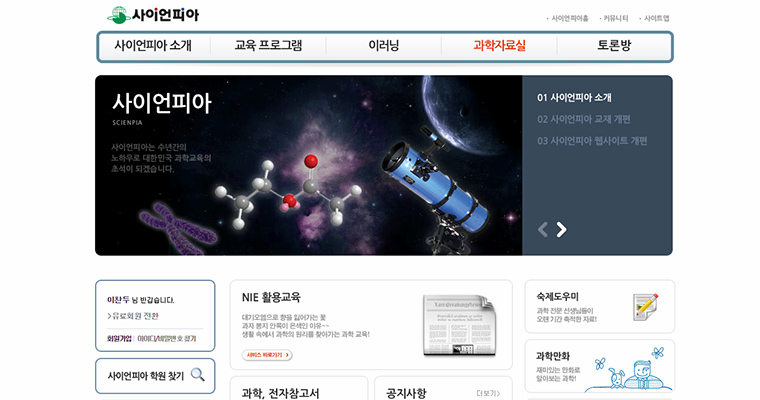 사이언피아
사이언피아홈
커뮤니티
사이트맵
사이언피아 소개
교육 프로그램
이러닝
과학자료실
토론방
사이언피아
SCIENPIA
사이언피아는 수년간의
노하우로 대한민국 과학교육의
초석이 되겠습니다.
01 사이언피아 소개
02 사이언피아 교재 개편
03 사이언피아 웹사이트 개편
님 반갑습니다.
>유료회원 전환
회원가입 | 아이디/비밀번호 찾기
사이언피아 학원 찾기
NIE 활용교육
대기오염으로 향을 잃어가는 꽃
과자 봉지 안쪽이 은색인 이유~~
생활 속에서 과학의 원리를 찾아가는 과학 교육!
서비스 바로가기
숙제도우미
과학 전문 선생님들이
오랜 기간 축적한 자료!
과학만화
재미있는 만화로
알아보는 과학!
과학, 전자참고서
공지사항
더보기>